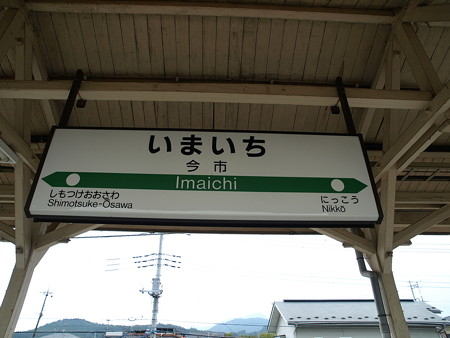 いまいち
今市
Imaichi
しもつけおおさわ
Shimotsuke-Ōsawa
にっこう
Nikkō